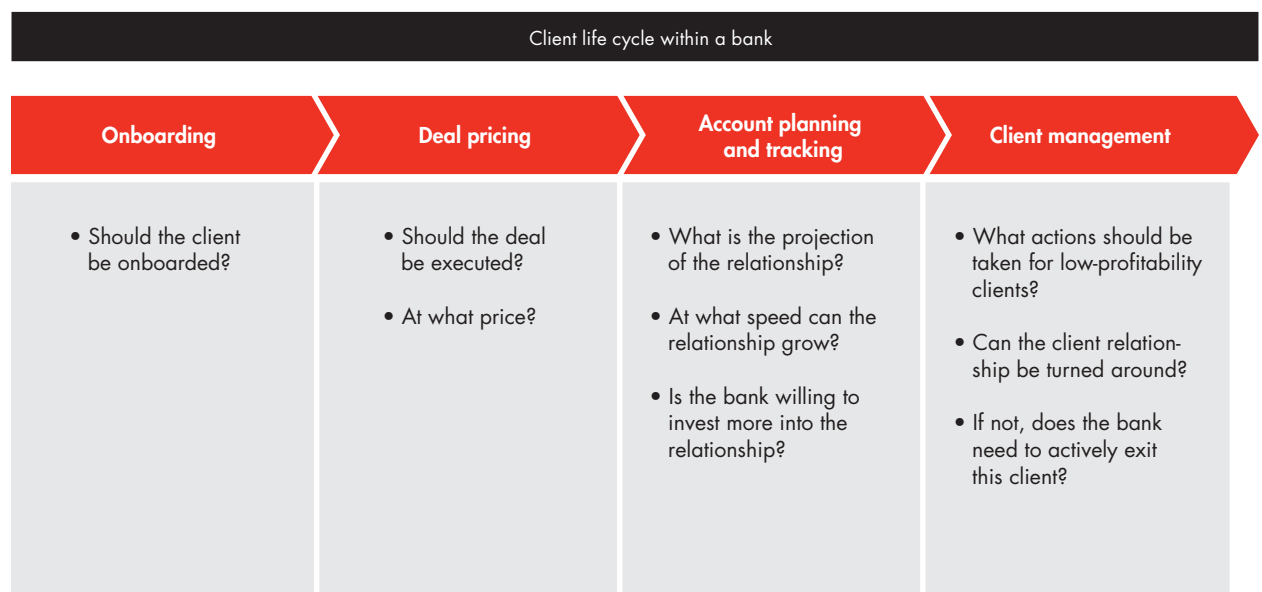 Client life cycle within a bank
Onboarding
Deal pricing
Account planning
and tracking
Client management
• Should the client
be onboarded?
• Should the deal
be executed?
• At what price?
• What is the projection
of the relationship?
• At what speed can the
relationship grow?
• Is the bank willing to
invest more into the
relationship?
• What actions should be
taken for low-profitability
clients?
• Can the client relation-
ship be turned around?
• If not, does the bank
need to actively exit
this client?